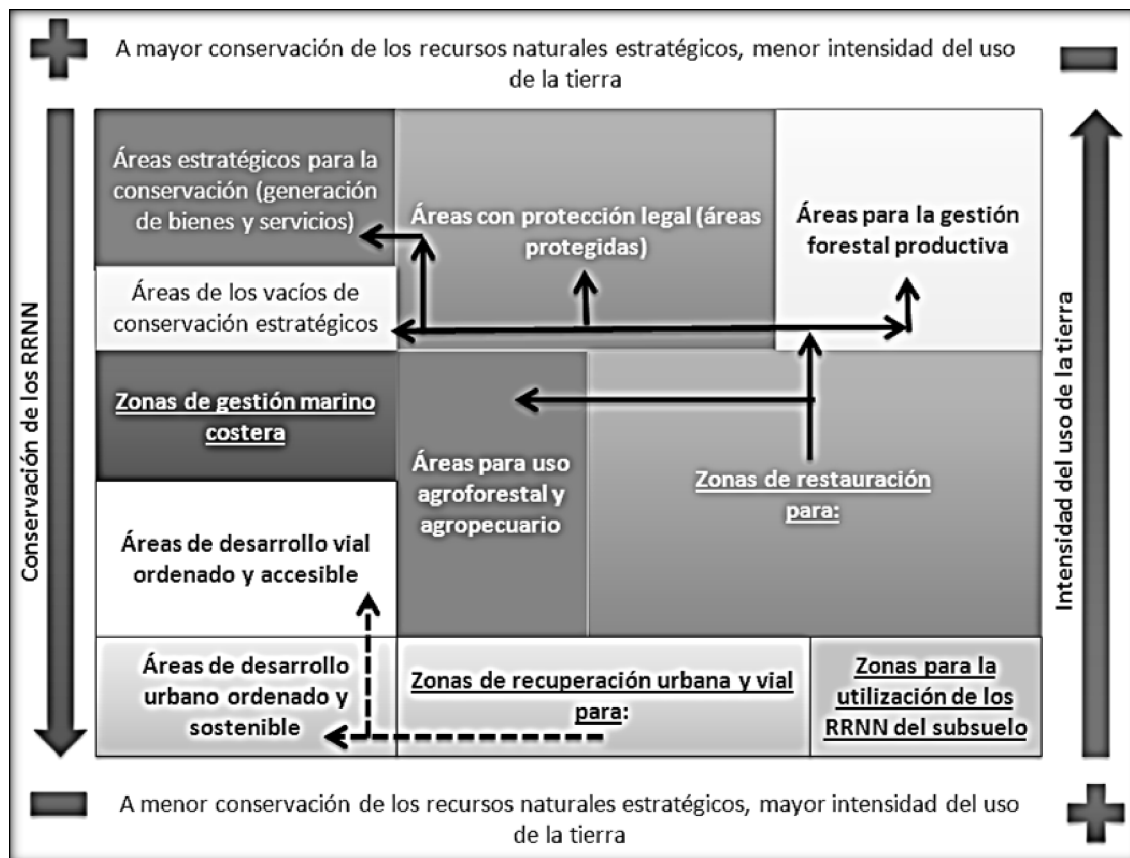 A mayor conservación de los recursos naturales estratégicos, menor intensidad del uso
de la tierra
Conservación de los RRNN
Áreas estratégicos para la
conservación (generación
de bienes y servicios)
Áreas con protección legal (áreas
protegidas)
Áreas para la gestión
forestal productiva
Áreas de los vacíos de
conservación estratégicos
Zonas de gestión marino
costera
Áreas para uso
agroforestal y
agropecuario
Zonas de restauración
para:
Áreas de desarrollo vial
ordenado y accesible
Áreas de desarrollo
urbano ordenado y
sostenible
Zonas de recuperación urbana y vial
para:
Zonas para la
utilización de los
RRNN del subsuelo
Intensidad del uso de la tierra
A menor conservación de los recursos naturales estratégicos, mayor intensidad del uso
de la tierra